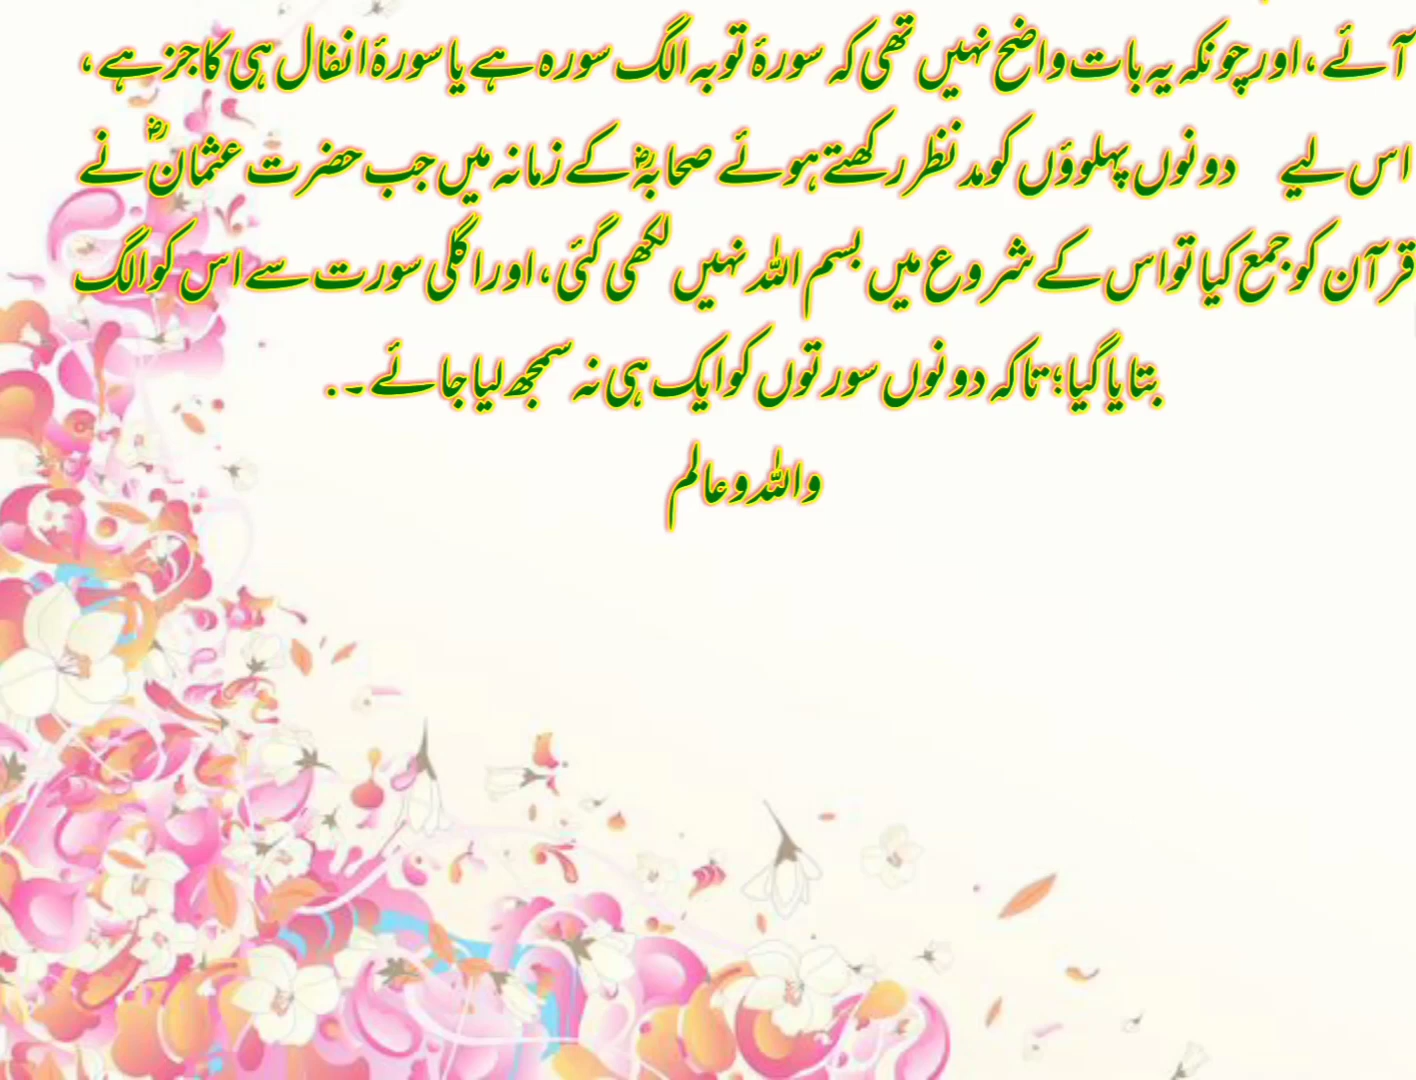 آئے ، اور چونکہ یہ بات واضح نہیں تھی کہ سورۂ توبہ الگ سورہ ہے یا سورۂ انفال ہی کا جز ہے ،
اس لیے دونوں پہلوؤں کو مد نظر رکھتے ہوئے صحابہؓ کے زمانہ میں جب حضرت عثمانؓ نے
قرآن کو جمع کیا تو اس کے شروع میں بسم اللہ نہیں لکھی گئی ، اور اگلی سورت سے اس کو الگ
بتایا گیا ؛ تاکہ دونوں سورتوں کو ایک ہی نہ سمجھ لیا جائے ۔ .
واللہ وعالم